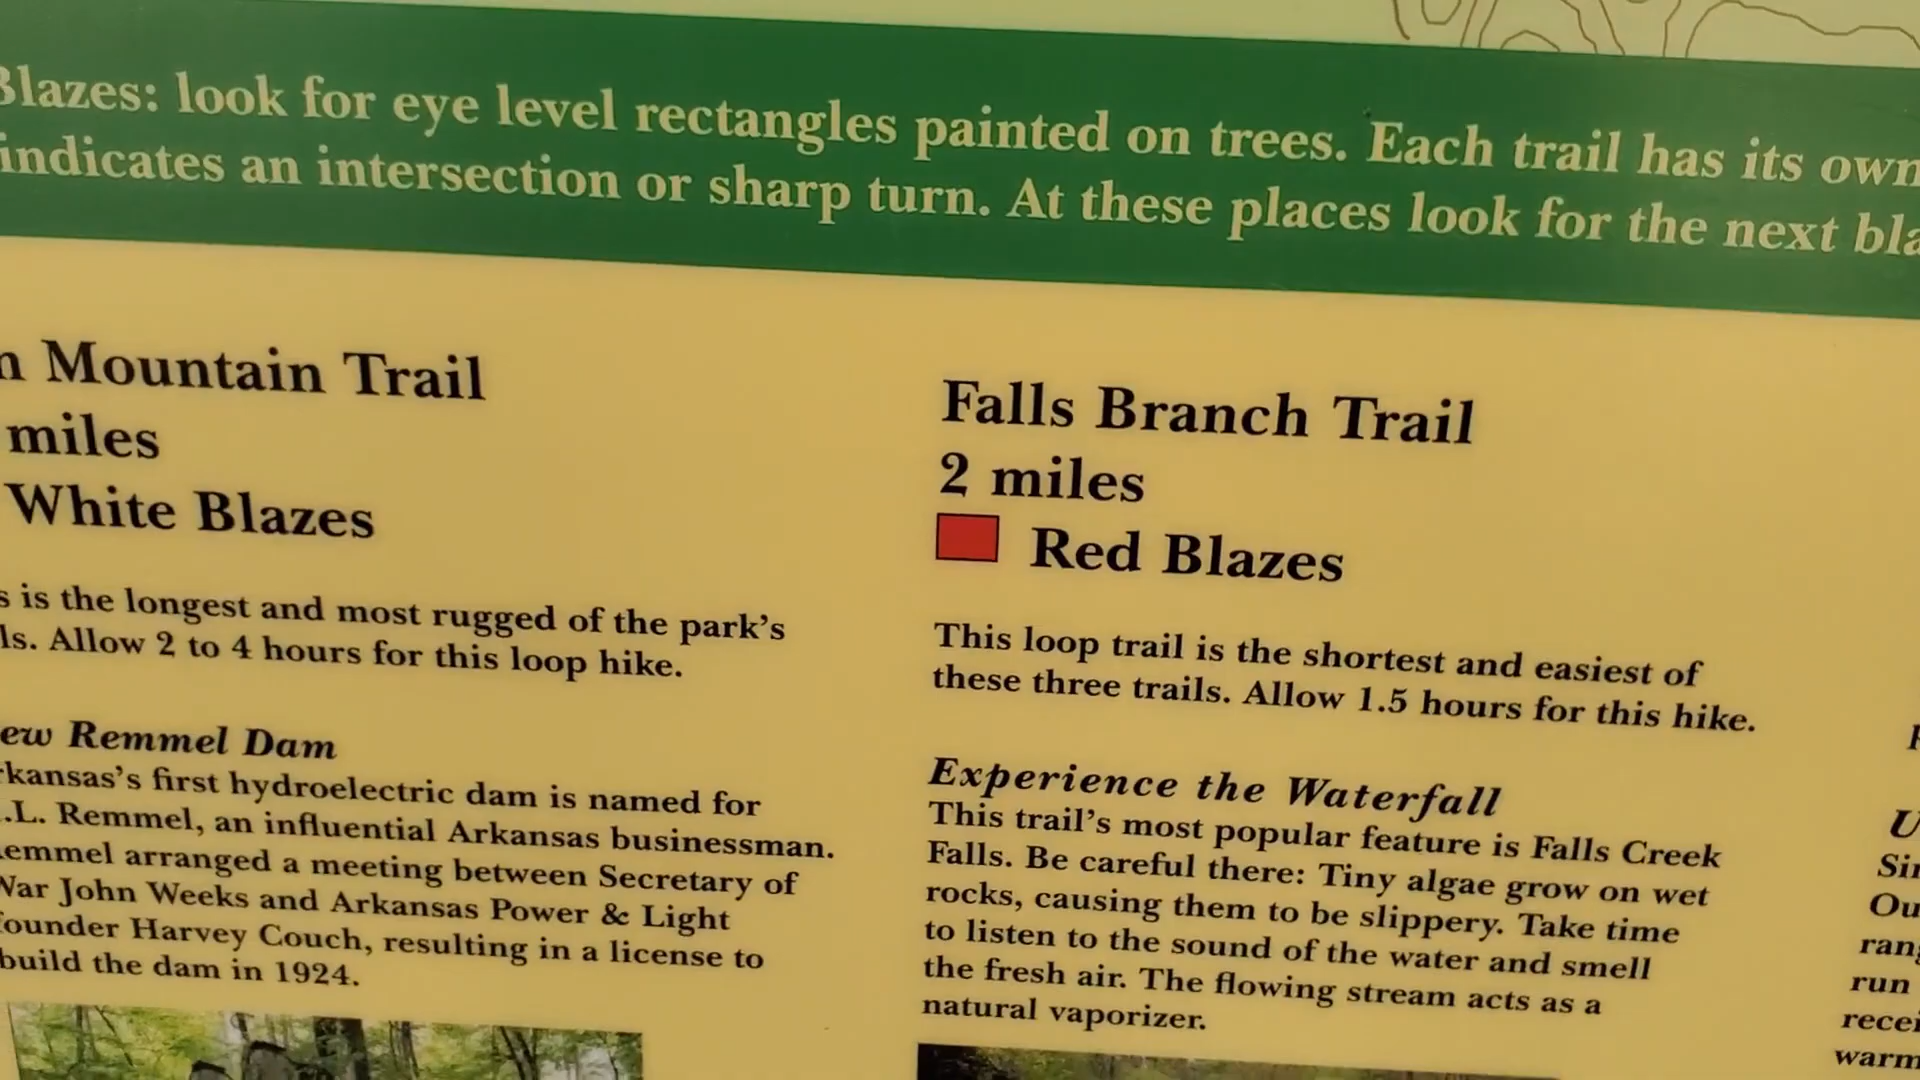 Blazes: look for eye level rectangles painted on trees. Each trail has its own
indicates an intersection or sharp turn. At these places look for the next
Mountain Trail
miles
White Blazes
is the longest and most rugged of the park's
Allow 2 to 4 hours for this loop hike.
Remmel Dam
first hydroelectric dam is named for
.L. Remmel, an influential Arkansas businessman.
arranged a meeting between Secretary of
War John Weeks and Arkansas Power & Light
founder Harvey Couch, resulting in a license to
build the dam in 1924.
Falls Branch Trail
2 miles
Red Blazes
This loop trail is the shortest and easiest of
these three trails. Allow 1.5 hours for this hike.
Experience the Waterfall
This trail's most popular feature is Falls Creek
Falls. Be careful there: Tiny algae grow on wet
rocks, causing them to be slippery. Take time
to listen to the sound of the water and smell
the fresh air. The flowing stream acts as a
natural vaporizer.
run